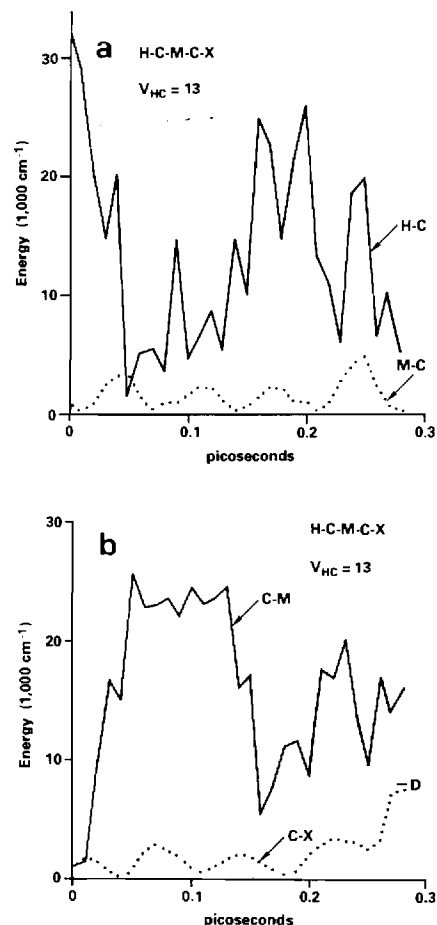 a
H-C-M-C-X
V_HC = 13
30
20
10
0
Energy (1,000 cm⁻¹)
H-C
M-C
0
0.1
0.2
0.3
picoseconds
b
H-C-M-C-X
V_HC = 13
30
20
10
0
Energy (1,000 cm⁻¹)
C-M
D
C-X
0
0.1
0.2
0.3
picoseconds